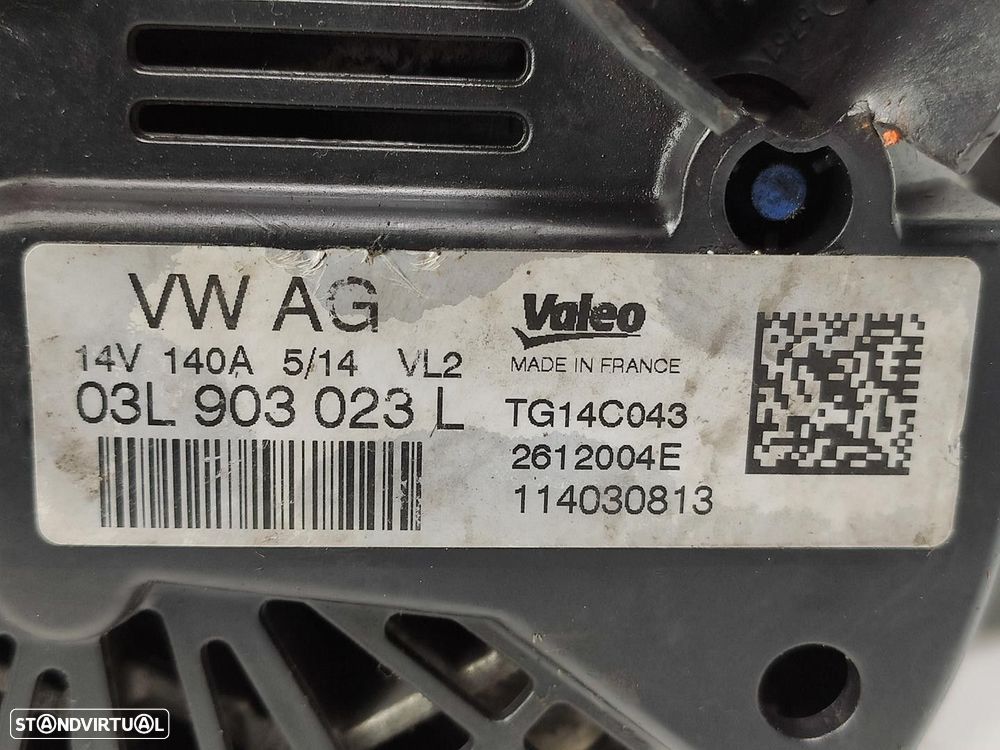 VW AG
14V 140A 5/14 VL2
03L 903 023 L
Valeo
MADE IN FRANCE
TG14C043
2612004E
114030813
STANDVIRTUAL